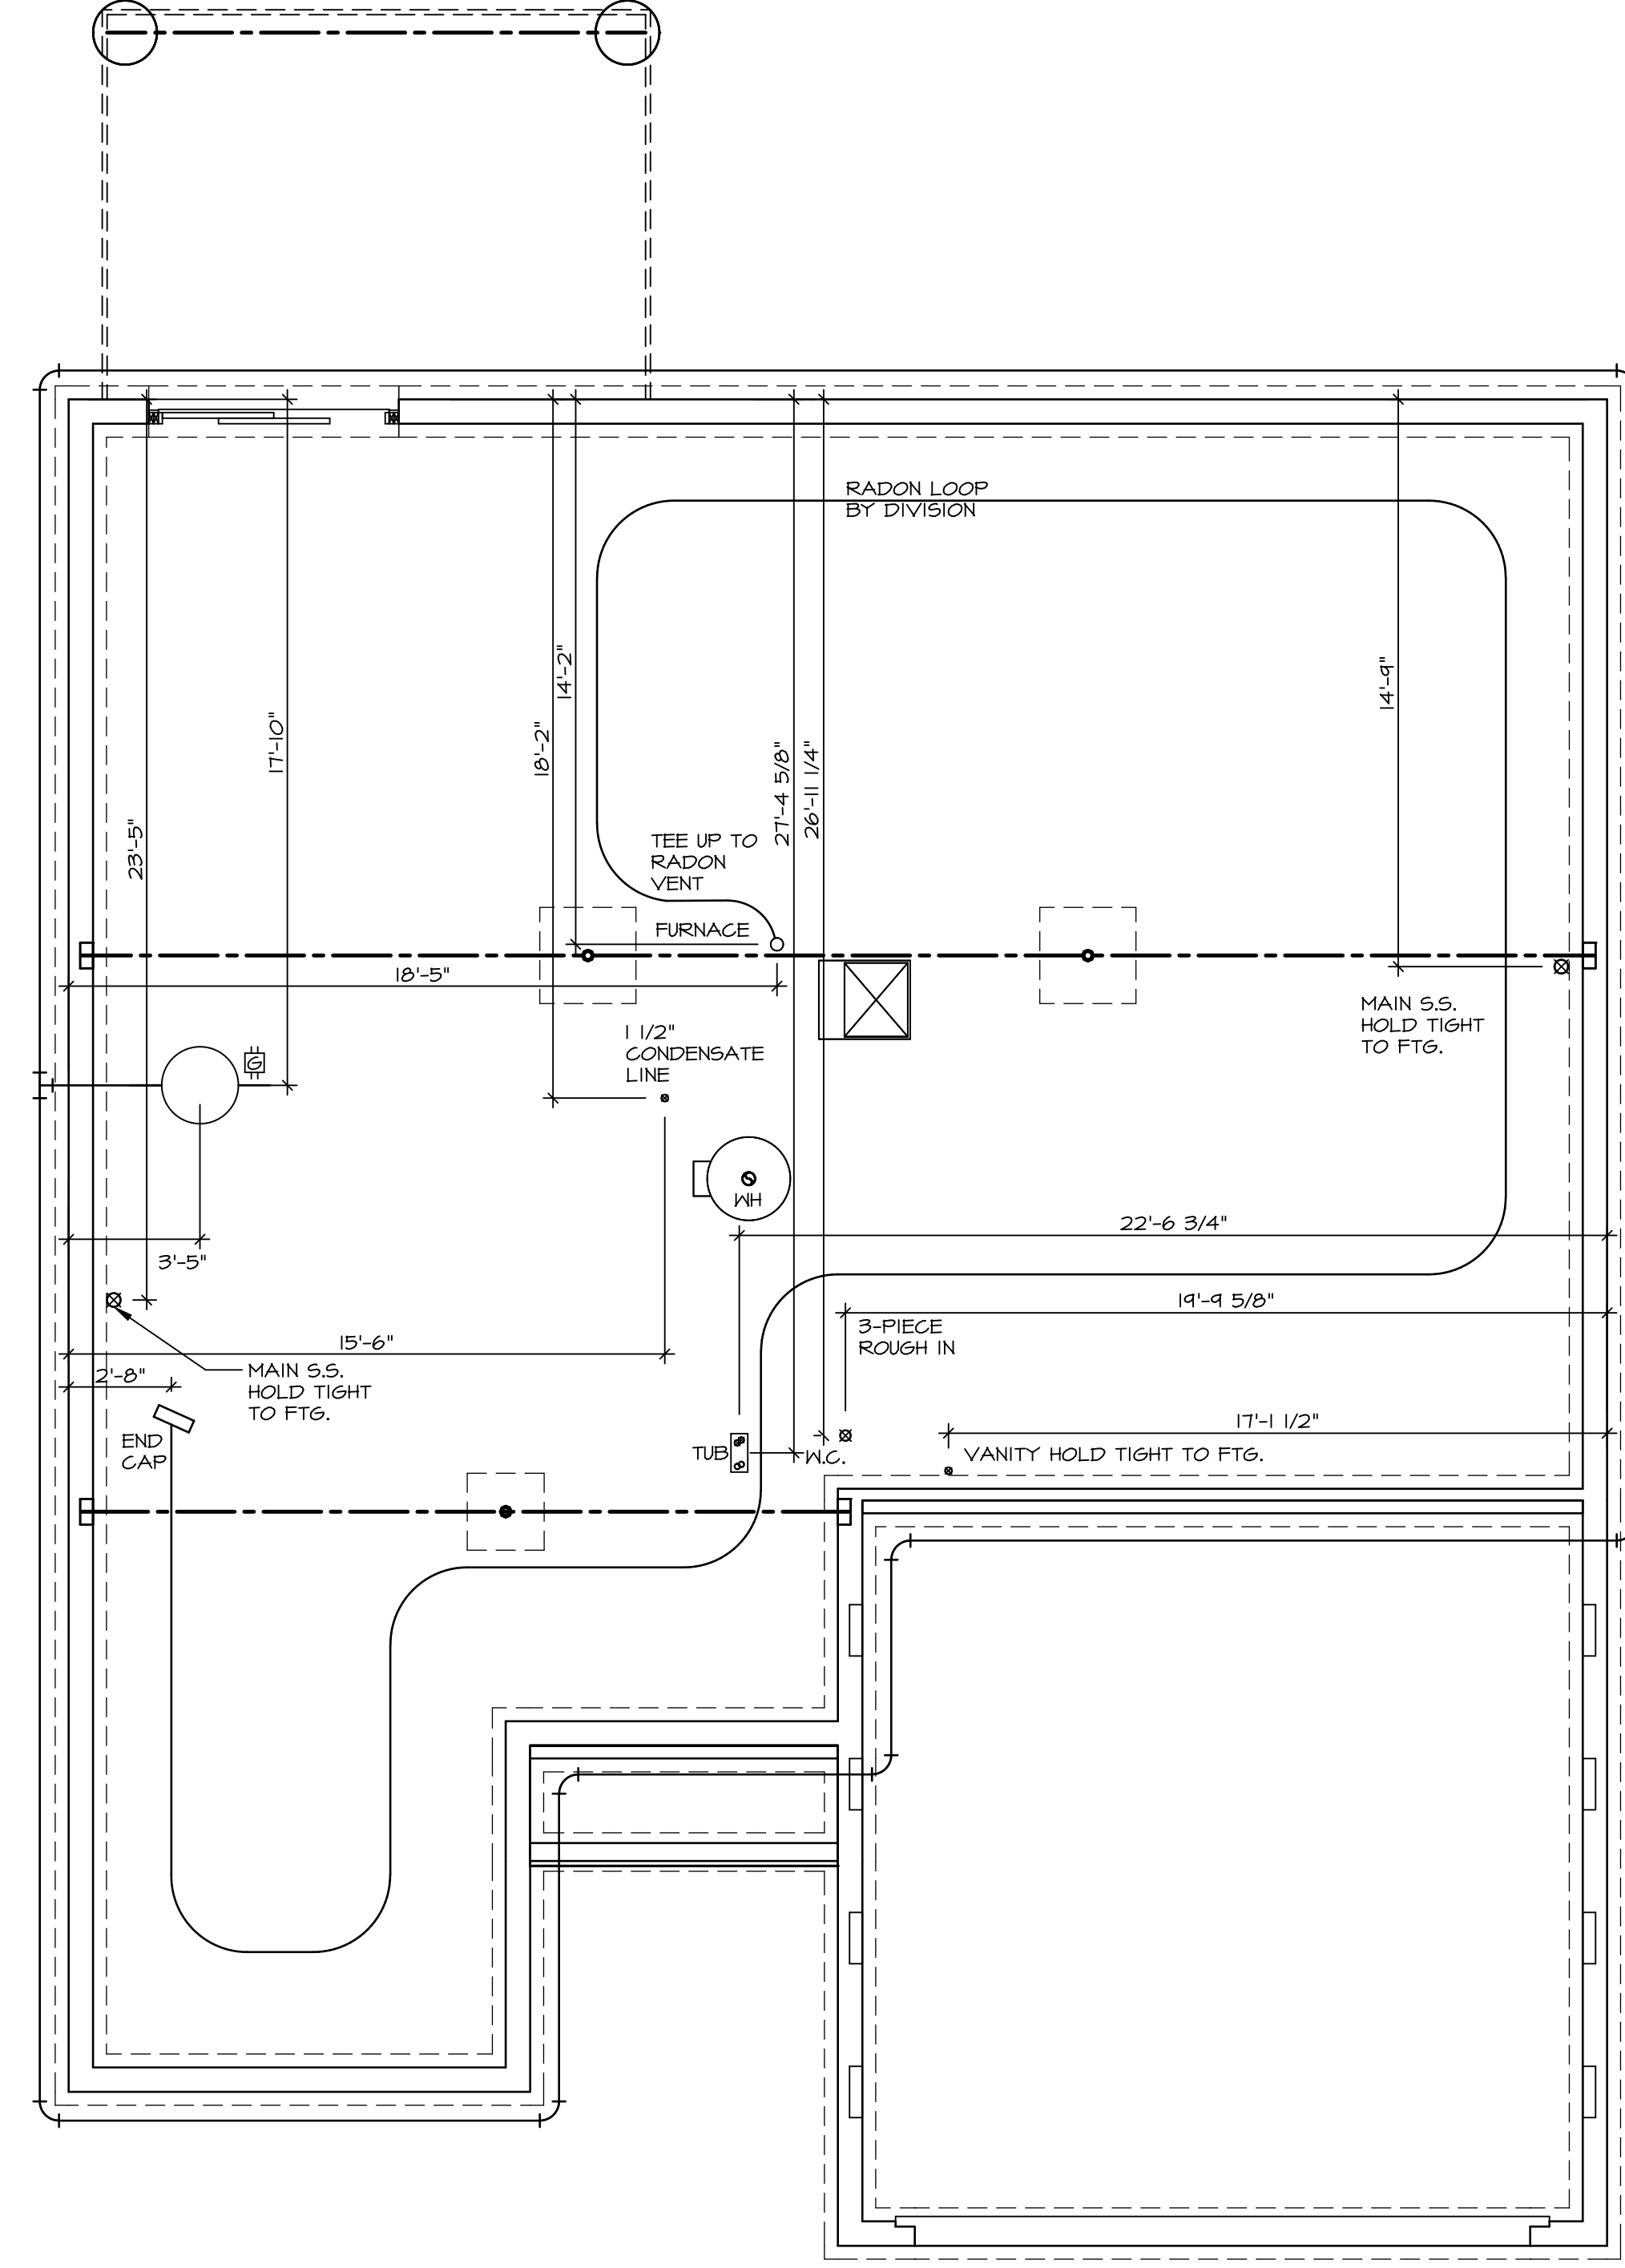 RADON LOOP
BY DIVISION
14'-2"
14'-9"
17'-10"
18'-2"
27'-4 5/8"
26'-11 1/4"
23'-5"
TEE UP TO
RADON
VENT
FURNACE
18'-5"
MAIN S.S.
HOLD TIGHT
TO FTG.
1 1/2"
CONDENSATE
LINE
G
WH
22'-6 3/4"
3'-5"
19'-9 5/8"
3-PIECE
ROUGH IN
15'-6"
2'-8"
MAIN S.S.
HOLD TIGHT
TO FTG.
END
CAP
17'-1 1/2"
TUB
W.C.
VANITY HOLD TIGHT TO FTG.